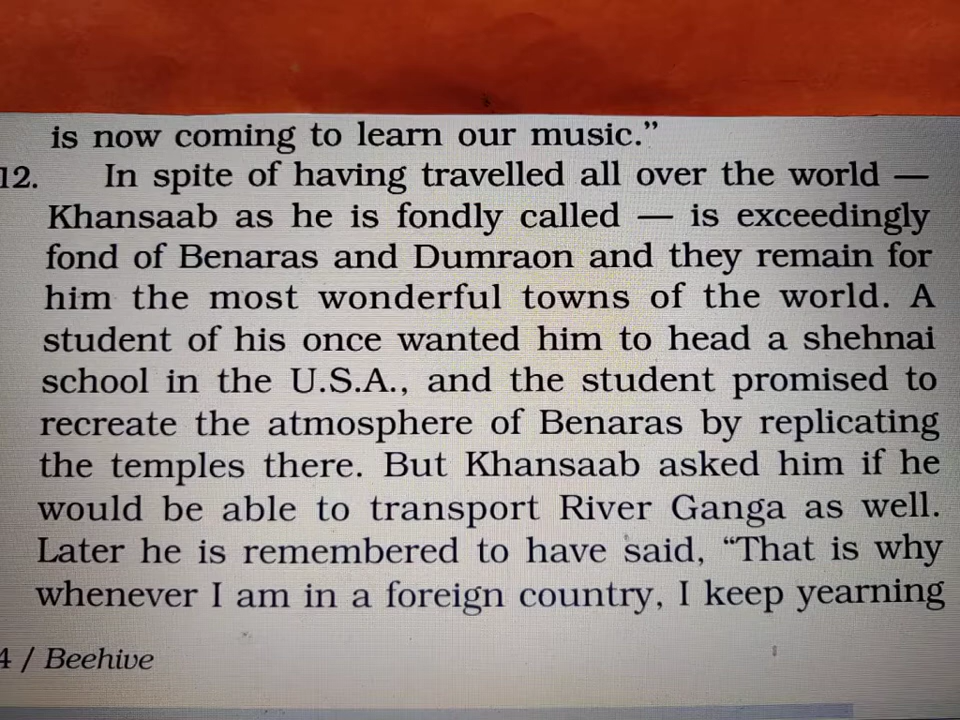 is now coming to learn our music.”
12. In spite of having travelled all over the world —
Khansaab as he is fondly called — is exceedingly
fond of Benaras and Dumraon and they remain for
him the most wonderful towns of the world. A
student of his once wanted him to head a shehnai
school in the U.S.A., and the student promised to
recreate the atmosphere of Benaras by replicating
the temples there. But Khansaab asked him if he
would be able to transport River Ganga as well.
Later he is remembered to have said, “That is why
whenever I am in a foreign country, I keep yearning
4 / Beehive